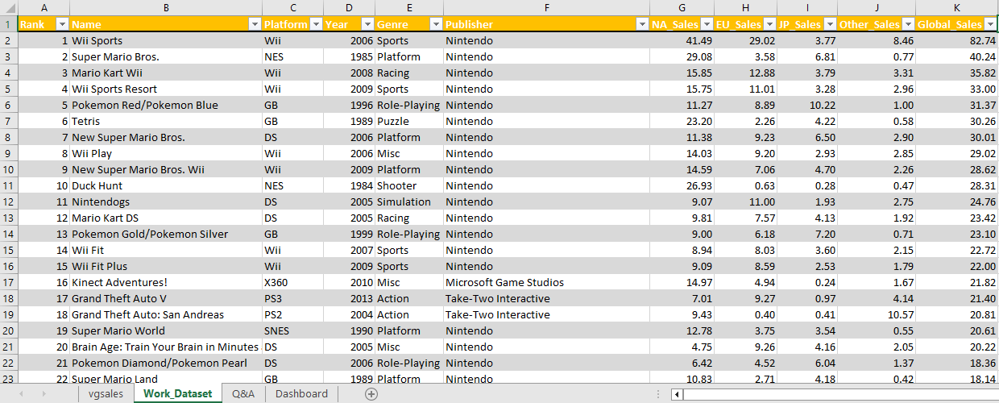 A B C D E F G H I J K
1 Rank Name Platform Year Genre Publisher NA_Sales EU_Sales JP_Sales Other_Sales Global_Sales
2 1 Wii Sports Wii 2006 Sports Nintendo 41.49 29.02 3.77 8.46 82.74
3 2 Super Mario Bros. NES 1985 Platform Nintendo 29.08 3.58 6.81 0.77 40.24
4 3 Mario Kart Wii Wii 2008 Racing Nintendo 15.85 12.88 3.79 3.31 35.82
5 4 Wii Sports Resort Wii 2009 Sports Nintendo 15.75 11.01 3.28 2.96 33.00
6 5 Pokemon Red/Pokemon Blue GB 1996 Role-Playing Nintendo 11.27 8.89 10.22 1.00 31.37
7 6 Tetris GB 1989 Puzzle Nintendo 23.20 2.26 4.22 0.58 30.26
8 7 New Super Mario Bros. DS 2006 Platform Nintendo 11.38 9.23 6.50 2.90 30.01
9 8 Wii Play Wii 2006 Misc Nintendo 14.03 9.20 2.93 2.85 29.02
10 9 New Super Mario Bros. Wii Wii 2009 Platform Nintendo 14.59 7.06 4.70 2.26 28.62
11 10 Duck Hunt NES 1984 Shooter Nintendo 26.93 0.63 0.28 0.47 28.31
12 11 Nintendogs DS 2005 Simulation Nintendo 9.07 11.00 1.93 2.75 24.76
13 12 Mario Kart DS DS 2005 Racing Nintendo 9.81 7.57 4.13 1.92 23.42
14 13 Pokemon Gold/Pokemon Silver GB 1999 Role-Playing Nintendo 9.00 6.18 7.20 0.71 23.10
15 14 Wii Fit Wii 2007 Sports Nintendo 8.94 8.03 3.60 2.15 22.72
16 15 Wii Fit Plus Wii 2009 Sports Nintendo 9.09 8.59 2.53 1.79 22.00
17 16 Kinect Adventures! X360 2010 Misc Microsoft Game Studios 14.97 4.94 0.24 1.67 21.82
18 17 Grand Theft Auto V PS3 2013 Action Take-Two Interactive 7.01 9.27 0.97 4.14 21.40
19 18 Grand Theft Auto: San Andreas PS2 2004 Action Take-Two Interactive 9.43 0.40 0.41 10.57 20.81
20 19 Super Mario World SNES 1990 Platform Nintendo 12.78 3.75 3.54 0.55 20.61
21 20 Brain Age: Train Your Brain in Minutes DS 2005 Misc Nintendo 4.75 9.26 4.16 2.05 20.22
22 21 Pokemon Diamond/Pokemon Pearl DS 2006 Role-Playing Nintendo 6.42 4.52 6.04 1.37 18.36
23 22 Super Mario Land GB 1989 Platform Nintendo 10.83 2.71 4.18 0.42 18.14
vgsales Work_Dataset Q&A Dashboard